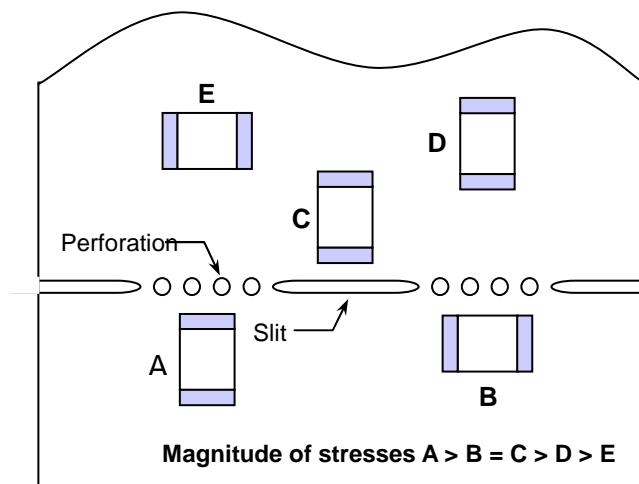 E
D
C
Perforation
Slit
A
B
Magnitude of stresses A > B = C > D > E